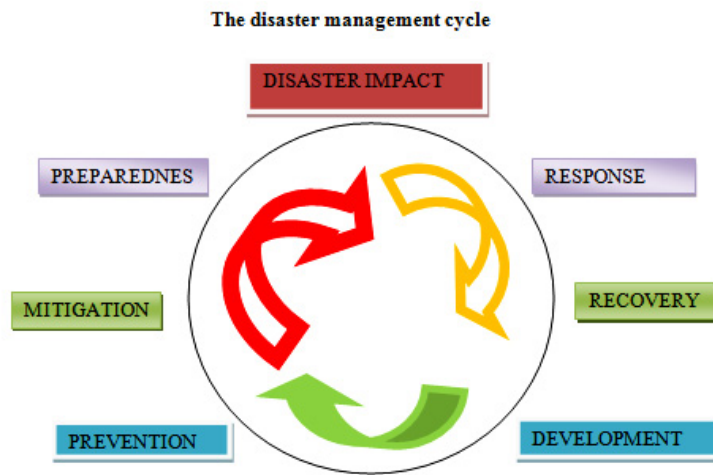 The disaster management cycle
DISASTER IMPACT
PREPAREDNES
RESPONSE
MITIGATION
RECOVERY
PREVENTION
DEVELOPMENT